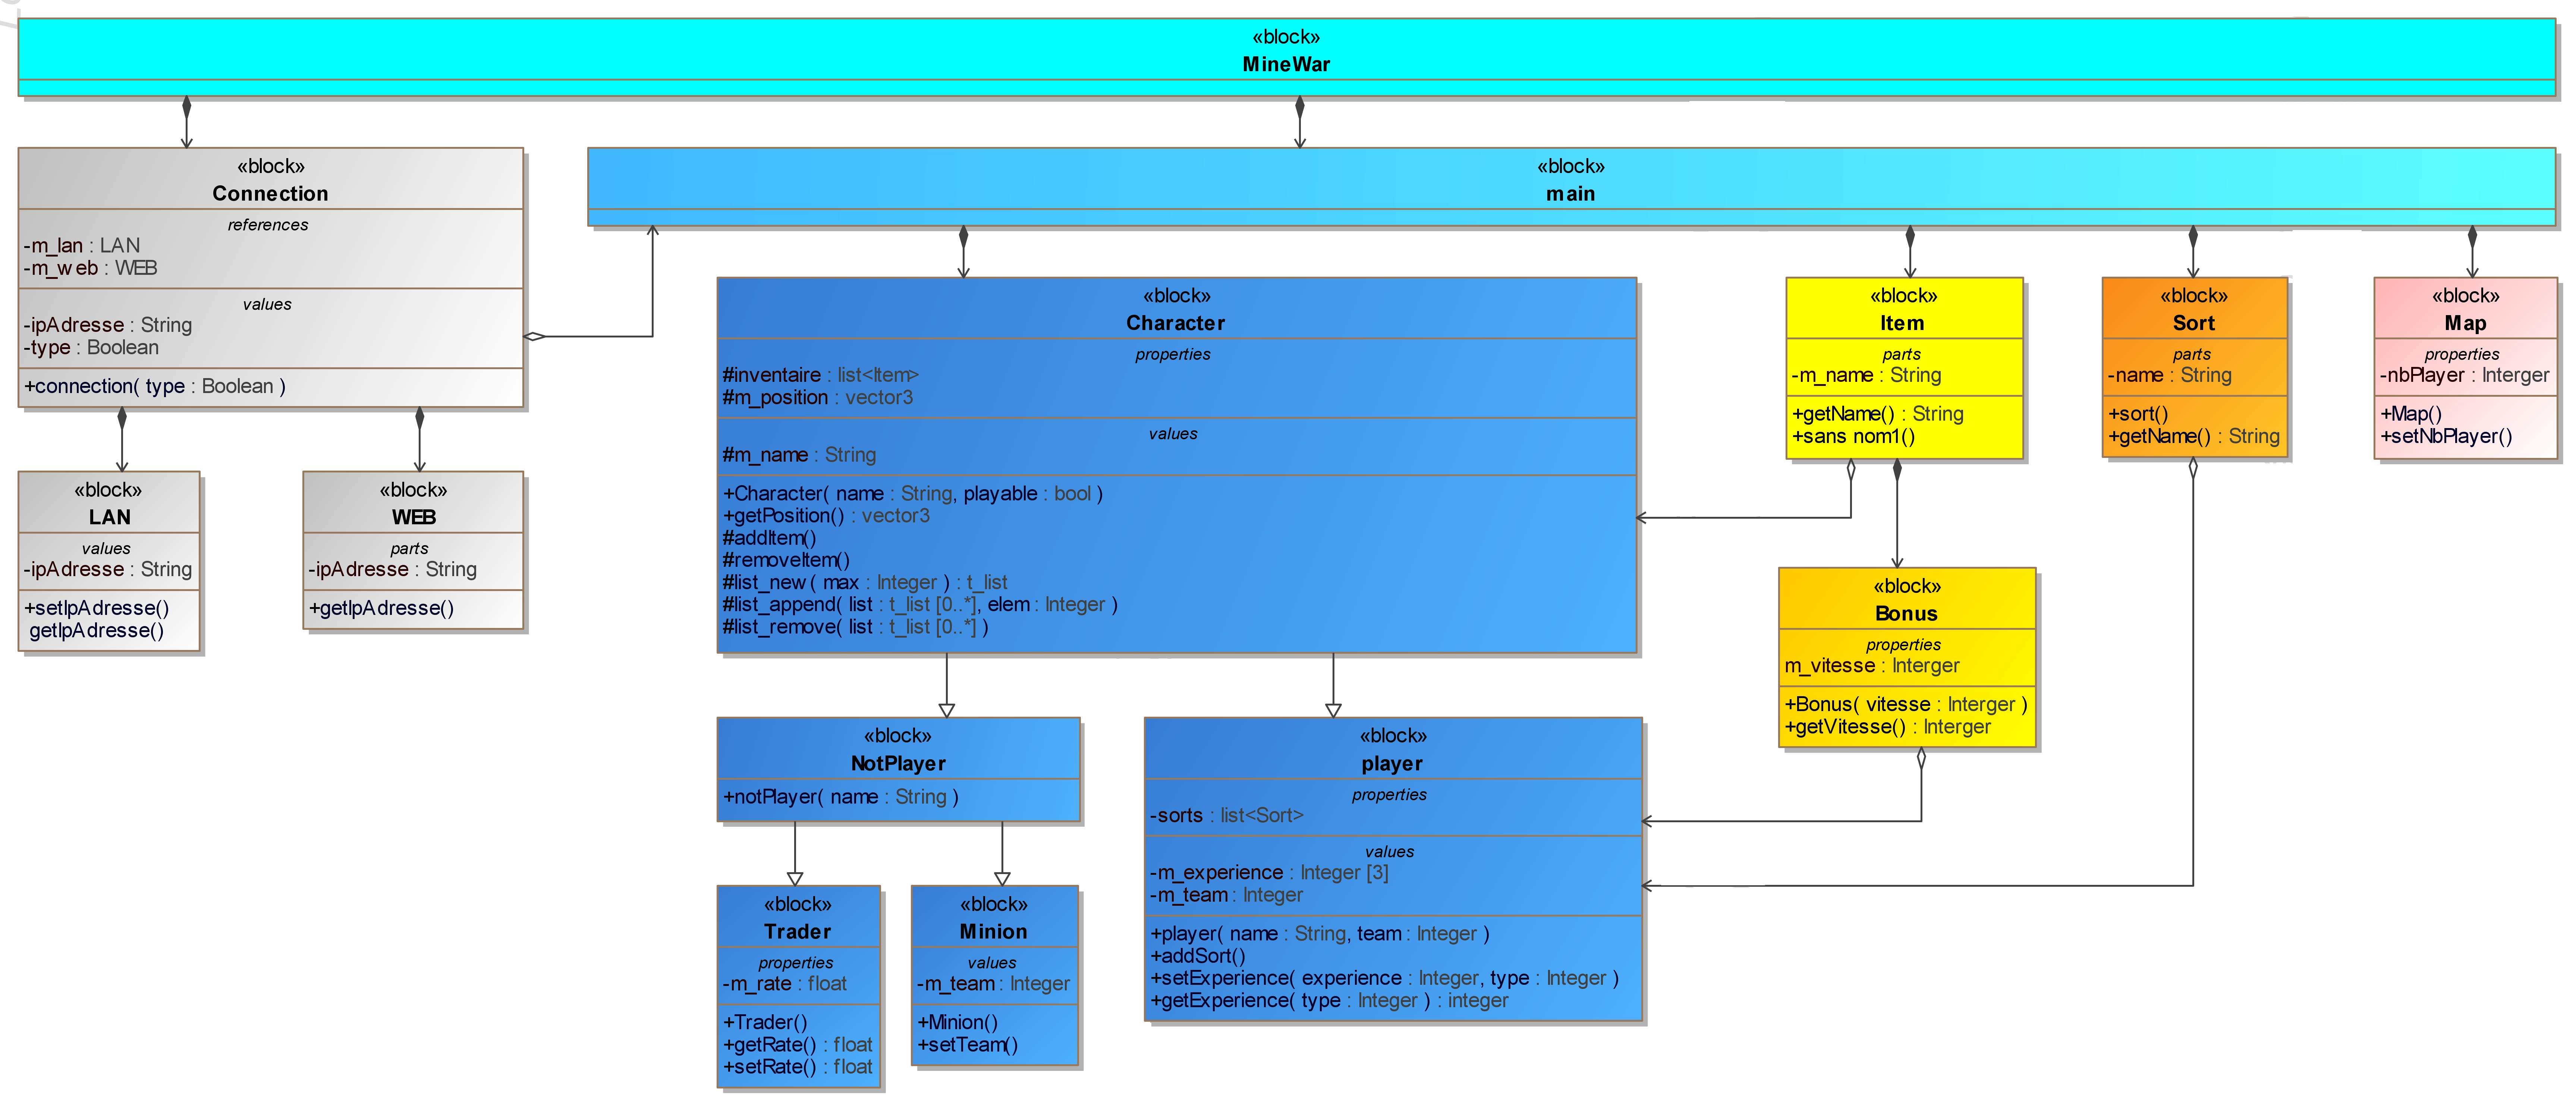 «block»
MineWar
«block»
Connection
references
-m_lan : LAN
-m_web : WEB
values
-ipAdresse : String
-type : Boolean
+connection( type : Boolean )
«block»
main
«block»
LAN
values
-ipAdresse : String
+setIpAdresse()
getIpAdresse()
«block»
WEB
parts
-ipAdresse : String
+getIpAdresse()
«block»
Character
properties
#inventaire : list<Item>
#m_position : vector3
values
#m_name : String
+Character( name : String, playable : bool )
+getPosition() : vector3
#addItem()
#removeItem()
#list_new( max : Integer ) : t_list
#list_append( list : t_list [0..*], elem : Integer )
#list_remove( list : t_list [0..*] )
«block»
Item
parts
-m_name : String
+getName() : String
+sans nom1()
«block»
Sort
parts
-name : String
+sort()
+getName() : String
«block»
Map
properties
-nbPlayer : Interger
+Map()
+setNbPlayer()
«block»
Bonus
properties
m_vitesse : Interger
+Bonus( vitesse : Interger )
+getVitesse() : Interger
«block»
NotPlayer
+notPlayer( name : String )
«block»
player
properties
-sorts : list<Sort>
values
-m_experience : Integer [3]
-m_team : Integer
+player( name : String, team : Integer )
+addSort()
+setExperience( experience : Integer, type : Integer )
+getExperience( type : Integer ) : integer
«block»
Trader
properties
-m_rate : float
+Trader()
+getRate() : float
+setRate() : float
«block»
Minion
values
-m_team : Integer
+Minion()
+setTeam()